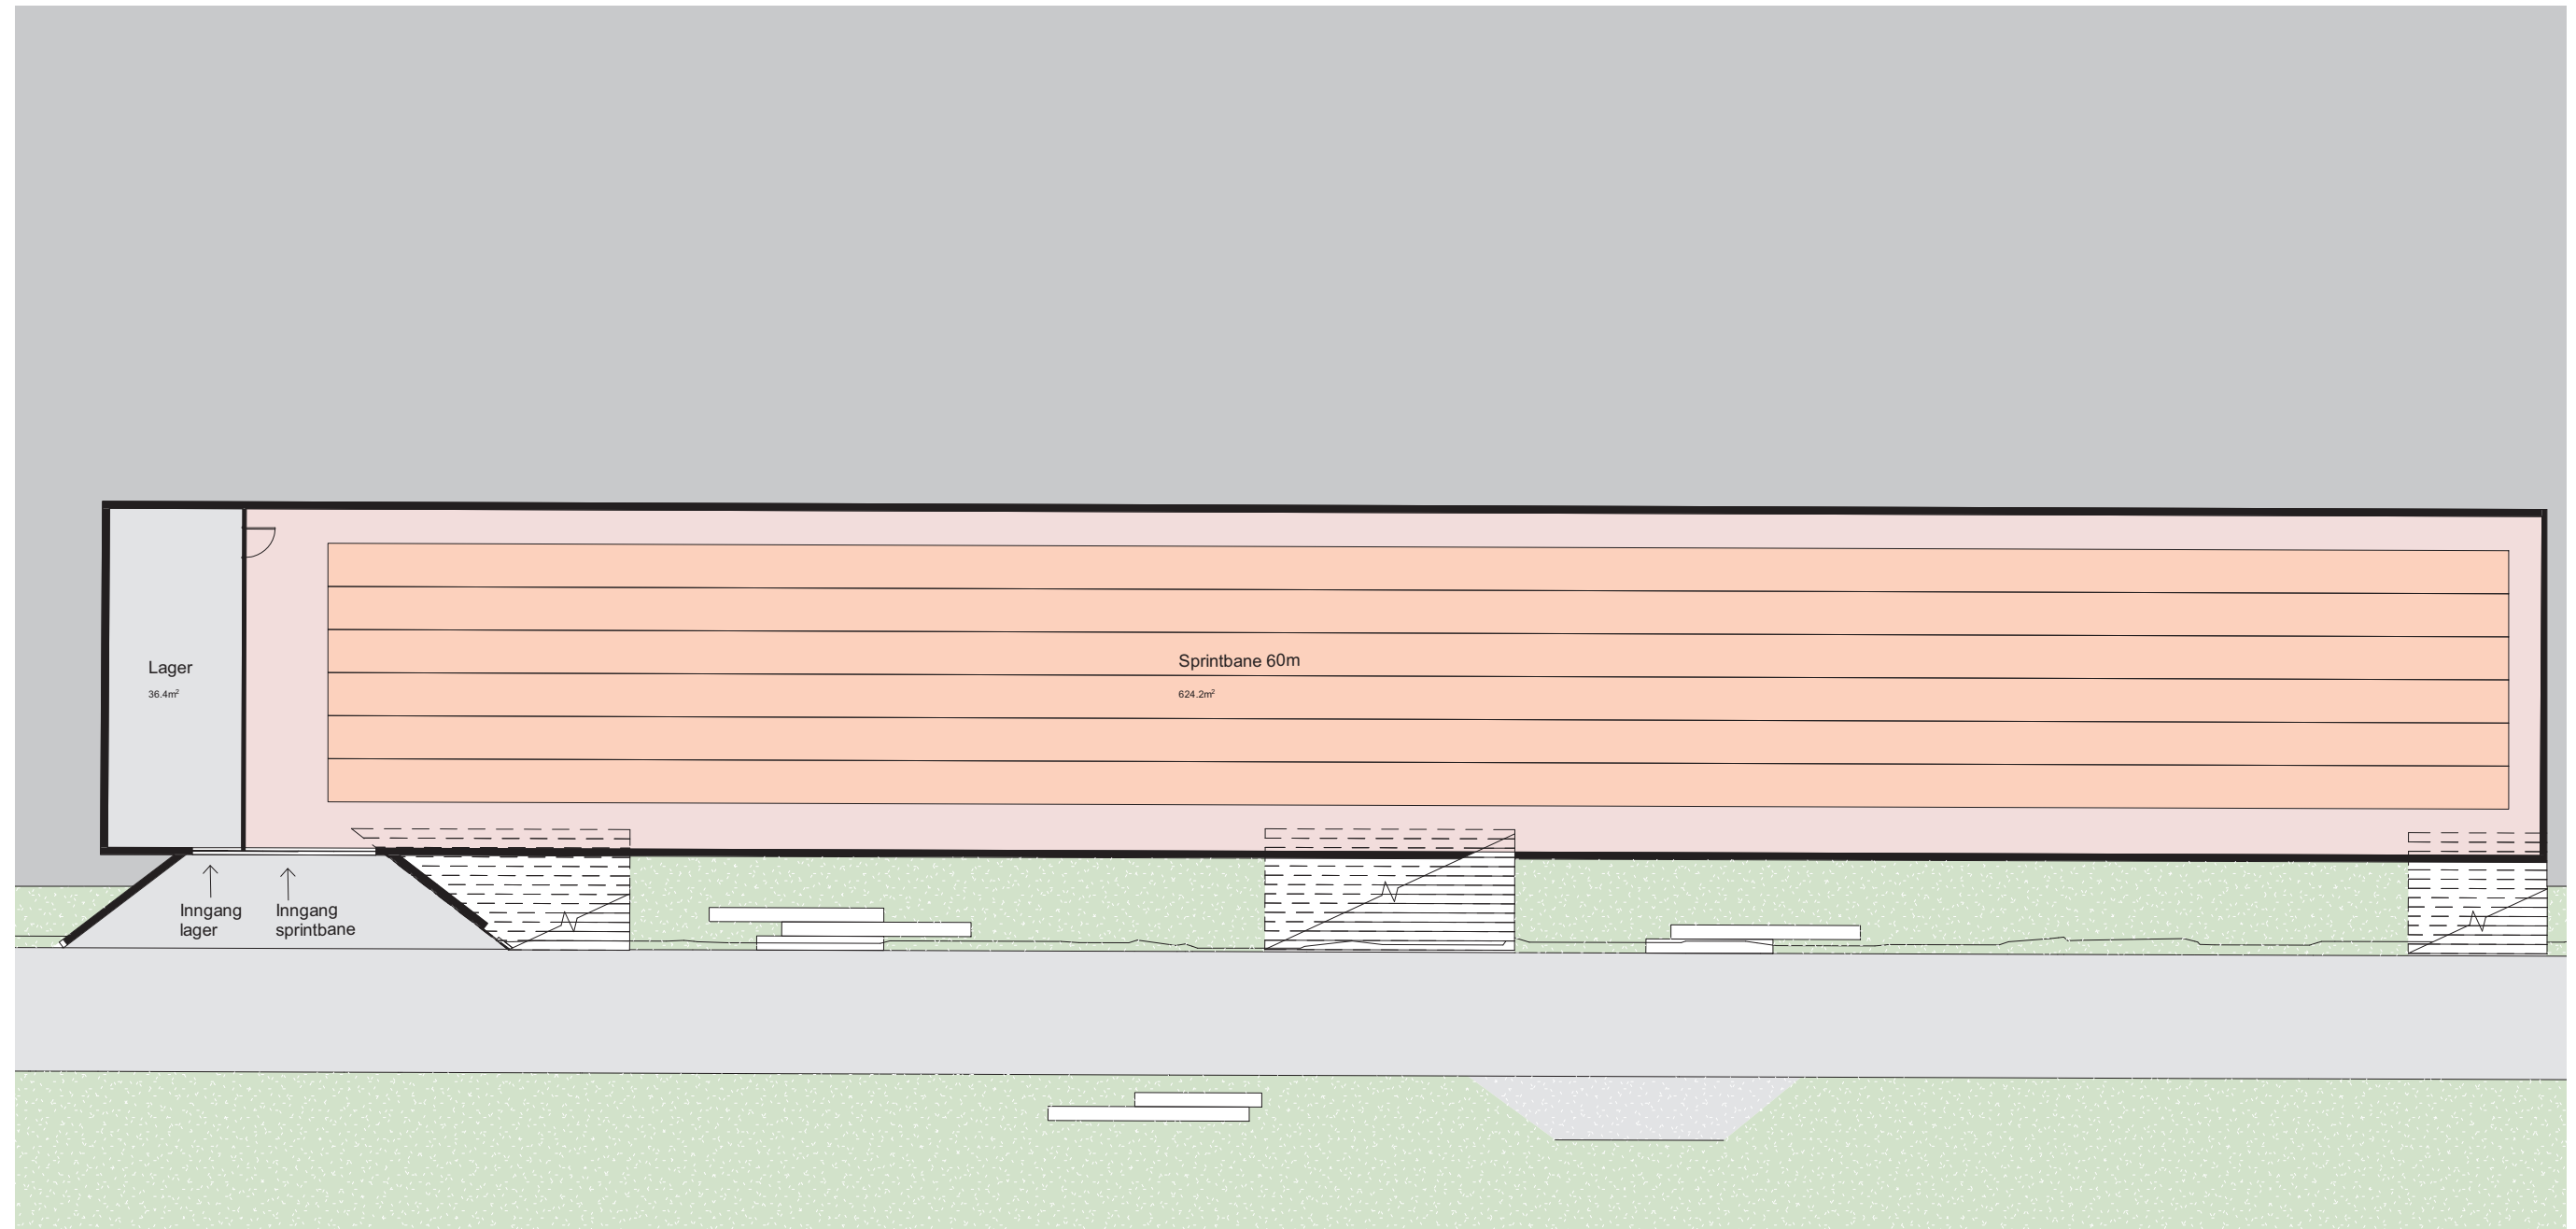 Sprintbane 60m
Lager
36.4m²
624.2m²
Inngang
lager
Inngang
sprintbane